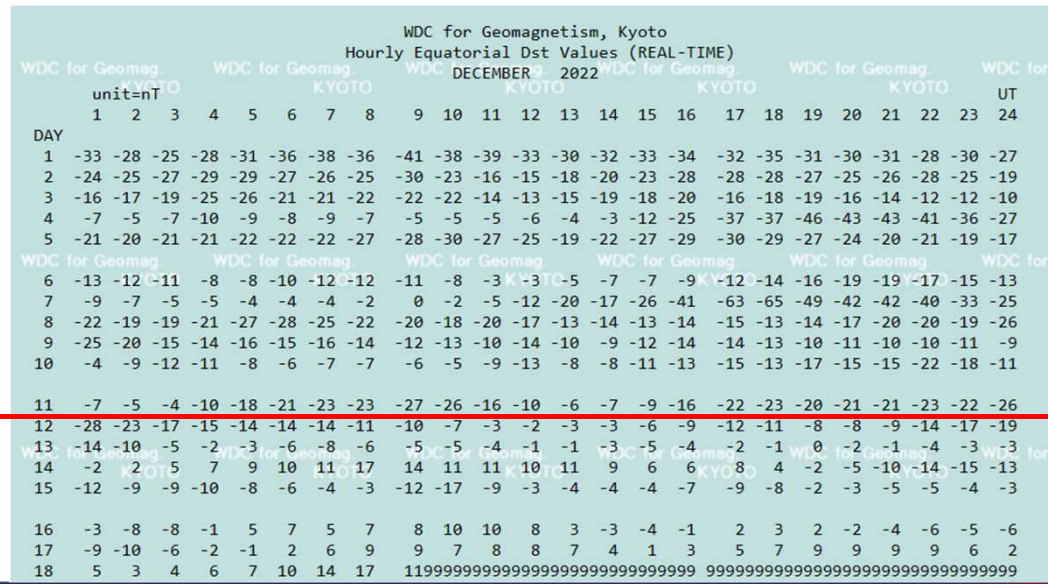 WDC for Geomagnetism, Kyoto
Hourly Equatorial Dst Values (REAL-TIME)
DECEMBER 2022
unit=nT UT
1 2 3 4 5 6 7 8 9 10 11 12 13 14 15 16 17 18 19 20 21 22 23 24
DAY
1 -33 -28 -25 -28 -31 -36 -38 -36 -41 -38 -39 -33 -30 -32 -33 -34 -32 -35 -31 -30 -31 -28 -30 -27
2 -24 -25 -27 -29 -29 -27 -26 -25 -30 -23 -16 -15 -18 -20 -23 -28 -28 -28 -27 -25 -26 -28 -25 -19
3 -16 -17 -19 -25 -26 -21 -21 -22 -22 -22 -14 -13 -15 -19 -18 -20 -16 -18 -19 -16 -14 -12 -12 -10
4 -7 -5 -7 -10 -9 -8 -9 -7 -5 -5 -5 -6 -4 -3 -12 -25 -37 -37 -46 -43 -43 -41 -36 -27
5 -21 -20 -21 -21 -22 -22 -22 -27 -28 -30 -27 -25 -19 -22 -27 -29 -30 -29 -27 -24 -20 -21 -19 -17
6 -13 -12 -11 -8 -8 -10 -12 -12 -11 -8 -3 -3 -5 -7 -7 -9 -12 -14 -16 -19 -19 -17 -15 -13
7 -9 -7 -5 -5 -4 -4 -4 -2 0 -2 -5 -12 -20 -17 -26 -41 -63 -65 -49 -42 -42 -40 -33 -25
8 -22 -19 -19 -21 -27 -28 -25 -22 -20 -18 -20 -17 -13 -14 -13 -14 -15 -13 -14 -17 -20 -20 -19 -26
9 -25 -20 -15 -14 -16 -15 -16 -14 -12 -13 -10 -14 -10 -9 -12 -14 -14 -13 -10 -11 -10 -10 -11 -9
10 -4 -9 -12 -11 -8 -6 -7 -7 -6 -5 -9 -13 -8 -8 -11 -13 -15 -13 -17 -15 -15 -22 -18 -11
11 -7 -5 -4 -10 -18 -21 -23 -23 -27 -26 -16 -10 -6 -7 -9 -16 -22 -23 -20 -21 -21 -23 -22 -26
12 -28 -23 -17 -15 -14 -14 -14 -11 -10 -7 -3 -2 -3 -3 -6 -9 -12 -11 -8 -8 -9 -14 -17 -19
13 -14 -10 -5 -2 -3 -6 -8 -6 -5 -5 -4 -1 -1 -3 -5 -4 -2 -1 0 -2 -1 -4 -3 -3
14 -2 2 5 7 9 10 11 17 14 11 11 10 11 9 6 6 8 4 -2 -5 -10 -14 -15 -13
15 -12 -9 -9 -10 -8 -6 -4 -3 -12 -17 -9 -3 -4 -4 -4 -7 -9 -8 -2 -3 -5 -5 -4 -3
16 -3 -8 -8 -1 5 7 5 7 8 10 10 8 3 -3 -4 -1 2 3 2 -2 -4 -6 -5 -6
17 -9 -10 -6 -2 -1 2 6 9 9 7 8 8 7 4 1 3 5 7 9 9 9 9 6 2
18 5 3 4 6 7 10 14 17 119999999999999999999999999999 99999999999999999999999999999999